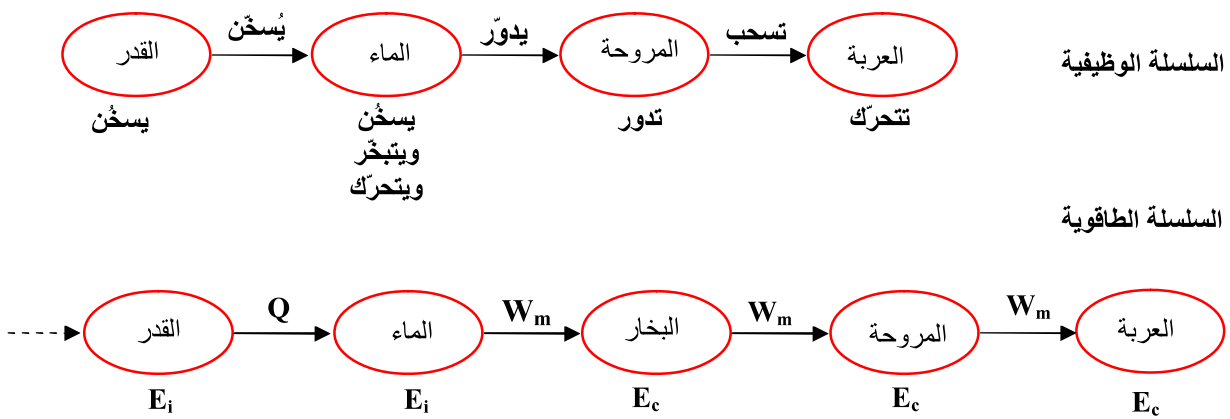 السلسلة الوظيفية
القدر
يُسخّن
الماء
يدوّر
المروحة
تسحب
العربة
يسخُن
يسخُن
ويتبخّر
ويتحرّك
تدور
تتحرّك
السلسلة الطاقوية
القدر
Q
الماء
Wm
البخار
Wm
المروحة
Wm
العربة
Ei
Ei
Ec
Ec
Ec